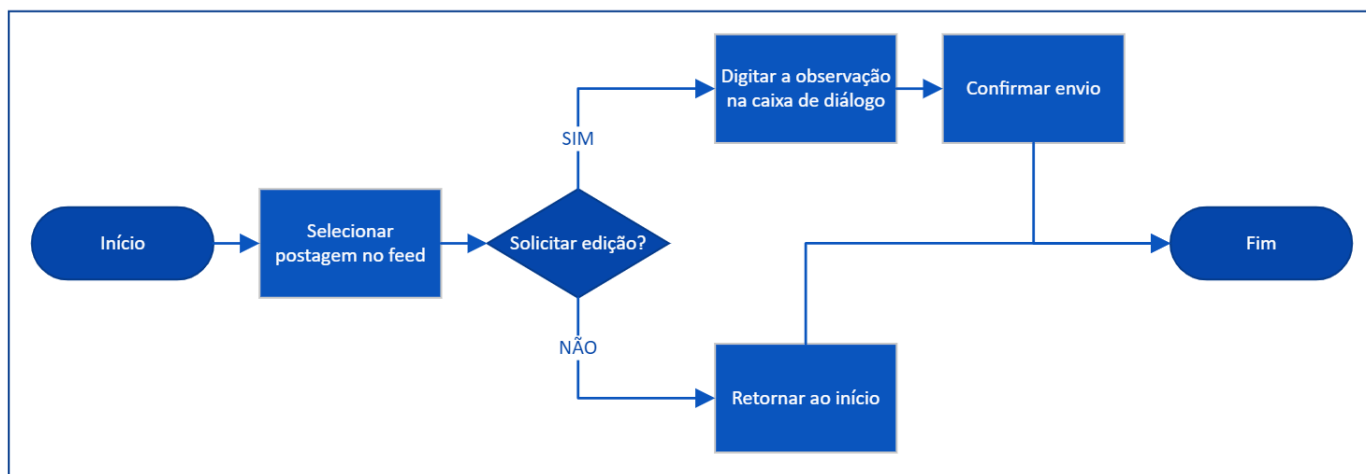 Início
Selecionar
postagem no feed
Solicitar edição?
SIM
Digitar a observação
na caixa de diálogo
Confirmar envio
NÃO
Retornar ao início
Fim